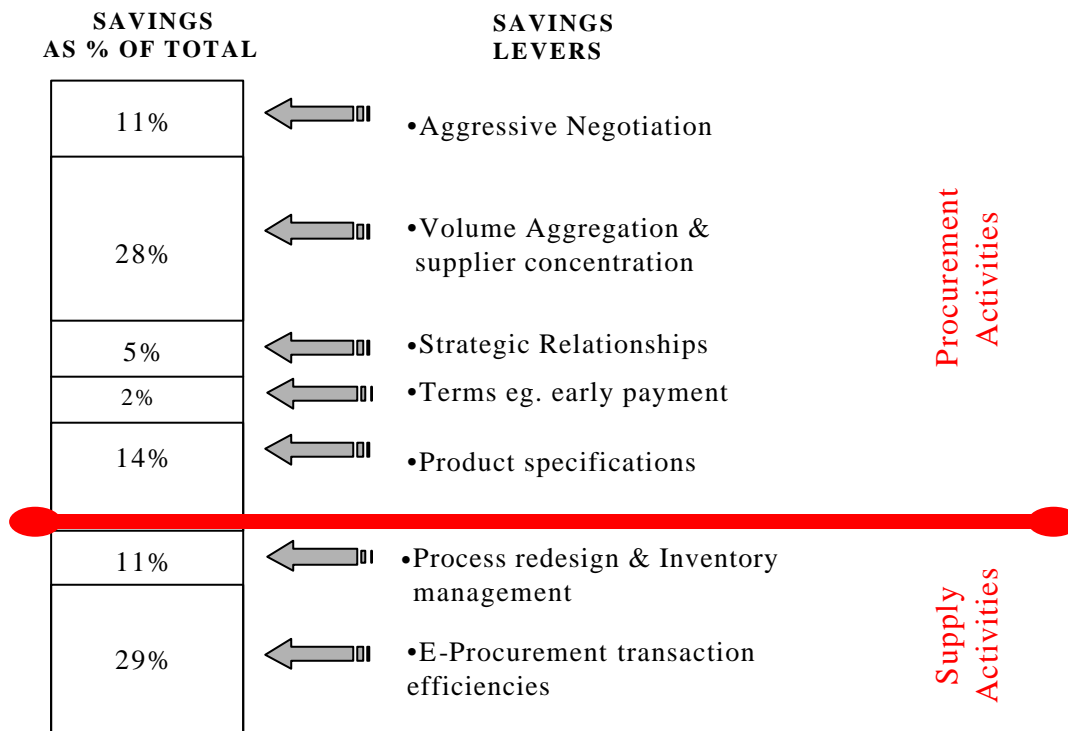 SAVINGS
AS % OF TOTAL
SAVINGS
LEVERS
11%
•Aggressive Negotiation
28%
•Volume Aggregation &
supplier concentration
5%
•Strategic Relationships
2%
•Terms eg. early payment
14%
•Product specifications
Procurement
Activities
11%
•Process redesign & Inventory
management
29%
•E-Procurement transaction
efficiencies
Supply
Activities